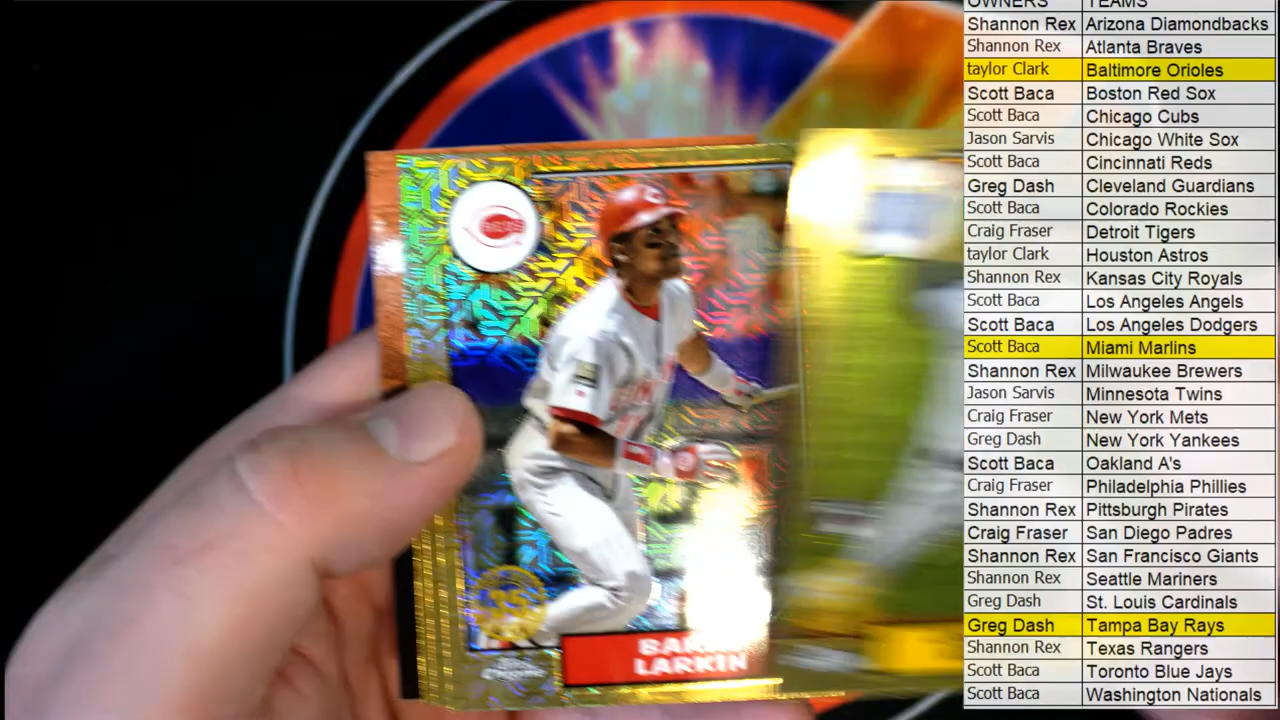 REDS
35
BARRY
LARKIN
OWNERS TEAMS
Shannon Rex Arizona Diamondbacks
Shannon Rex Atlanta Braves
taylor Clark Baltimore Orioles
Scott Baca Boston Red Sox
Scott Baca Chicago Cubs
Jason Sarvis Chicago White Sox
Scott Baca Cincinnati Reds
Greg Dash Cleveland Guardians
Scott Baca Colorado Rockies
Craig Fraser Detroit Tigers
taylor Clark Houston Astros
Shannon Rex Kansas City Royals
Scott Baca Los Angeles Angels
Scott Baca Los Angeles Dodgers
Scott Baca Miami Marlins
Shannon Rex Milwaukee Brewers
Jason Sarvis Minnesota Twins
Craig Fraser New York Mets
Greg Dash New York Yankees
Scott Baca Oakland A's
Craig Fraser Philadelphia Phillies
Shannon Rex Pittsburgh Pirates
Craig Fraser San Diego Padres
Shannon Rex San Francisco Giants
Shannon Rex Seattle Mariners
Greg Dash St. Louis Cardinals
Greg Dash Tampa Bay Rays
Shannon Rex Texas Rangers
Scott Baca Toronto Blue Jays
Scott Baca Washington Nationals